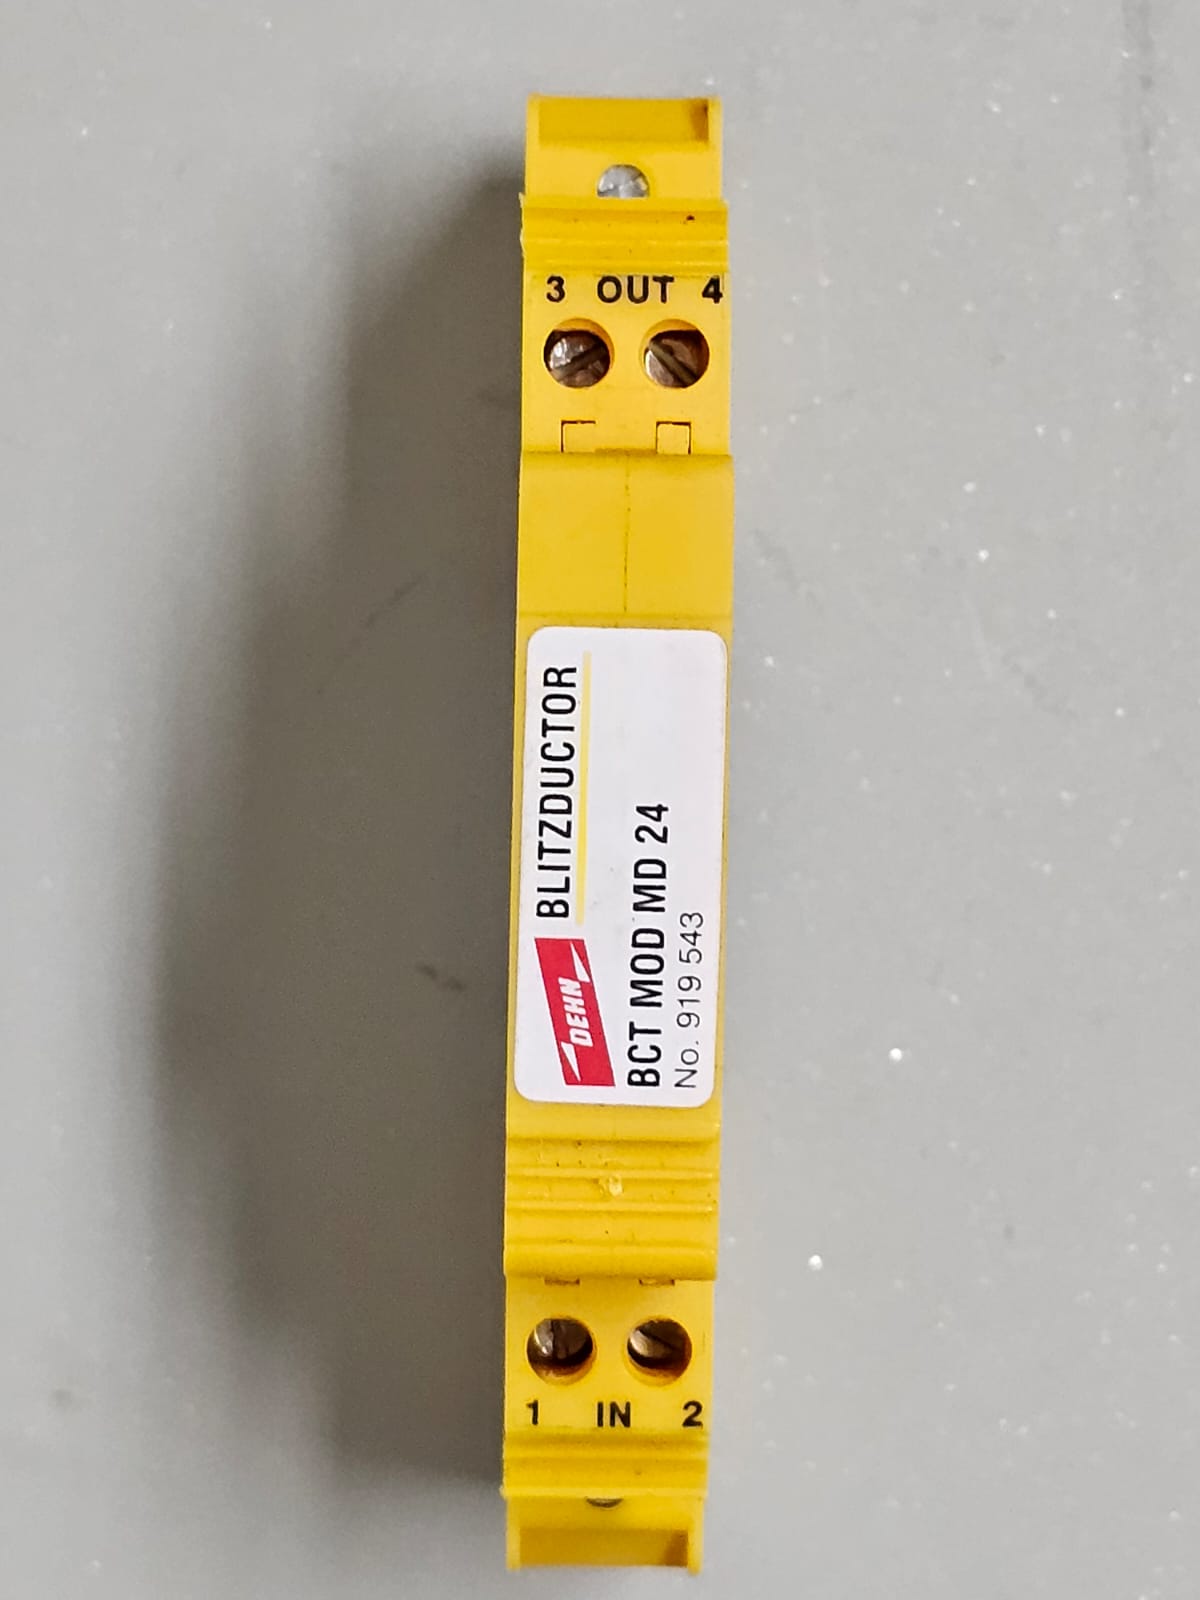 3 OUT 4
DEHN BLITZDUCTOR
BCT MOD MD 24
No. 919 543
1 IN 2